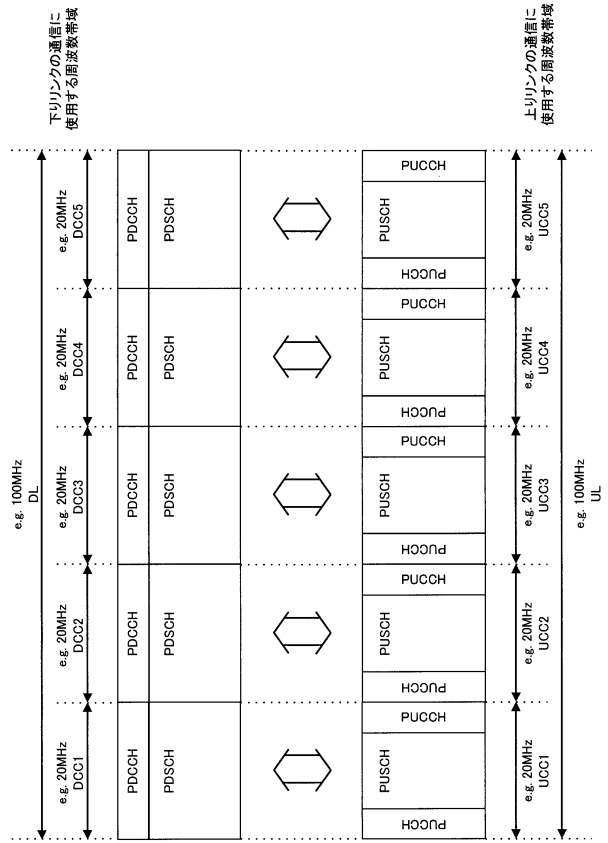 e.g. 100MHz
DL
下りリンクの通信に
使用する周波数帯域
e.g. 20MHz
DCC1
e.g. 20MHz
DCC2
e.g. 20MHz
DCC3
e.g. 20MHz
DCC4
e.g. 20MHz
DCC5
PDCCH
PDCCH
PDCCH
PDCCH
PDCCH
PDSCH
PDSCH
PDSCH
PDSCH
PDSCH
PUCCH
PUSCH
PUCCH
PUCCH
PUSCH
PUCCH
PUCCH
PUSCH
PUCCH
PUCCH
PUSCH
PUCCH
PUCCH
PUSCH
PUCCH
e.g. 20MHz
UCC1
e.g. 20MHz
UCC2
e.g. 20MHz
UCC3
e.g. 20MHz
UCC4
e.g. 20MHz
UCC5
上りリンクの通信に
使用する周波数帯域
e.g. 100MHz
UL